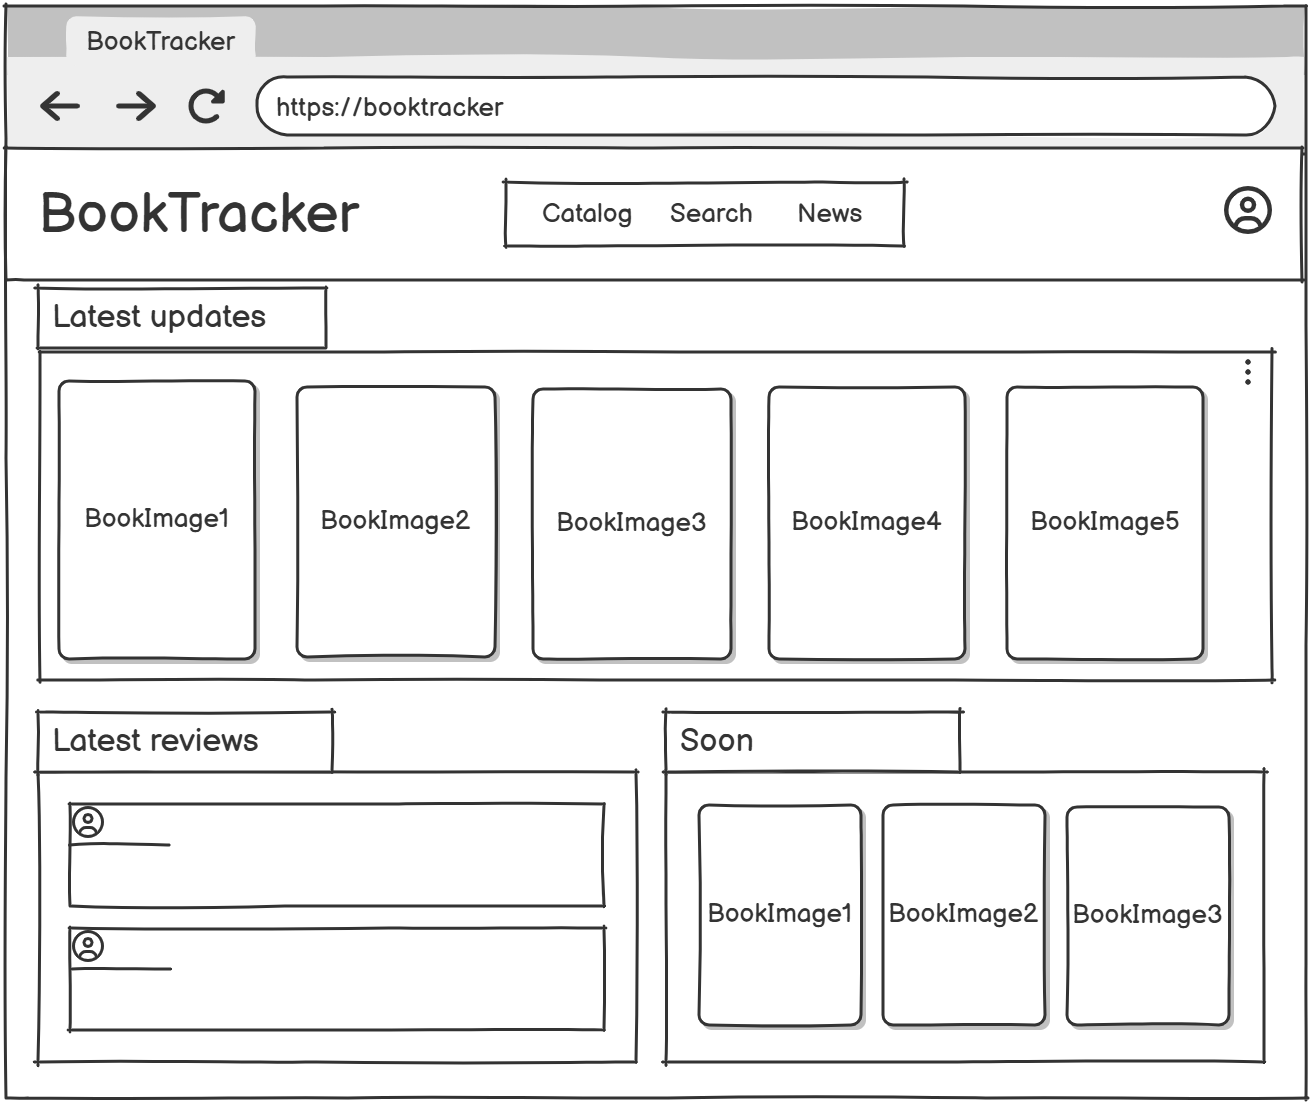 BookTracker
https://booktracker
BookTracker
Catalog Search News
Latest updates
BookImage1 BookImage2 BookImage3 BookImage4 BookImage5
Latest reviews
Soon
BookImage1 BookImage2 BookImage3